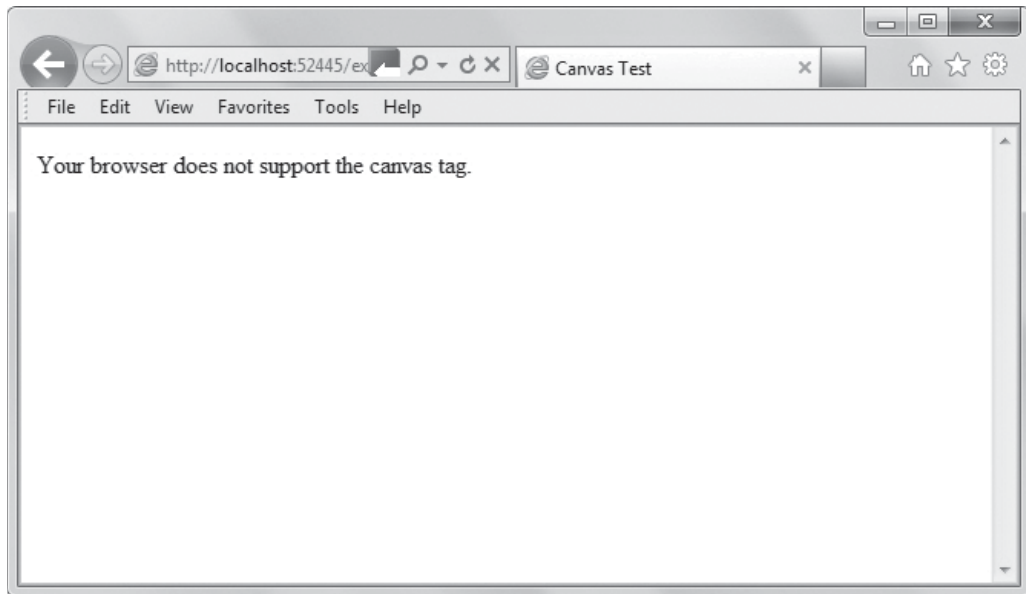 http://localhost:52445/ex
Canvas Test
File Edit View Favorites Tools Help
Your browser does not support the canvas tag.